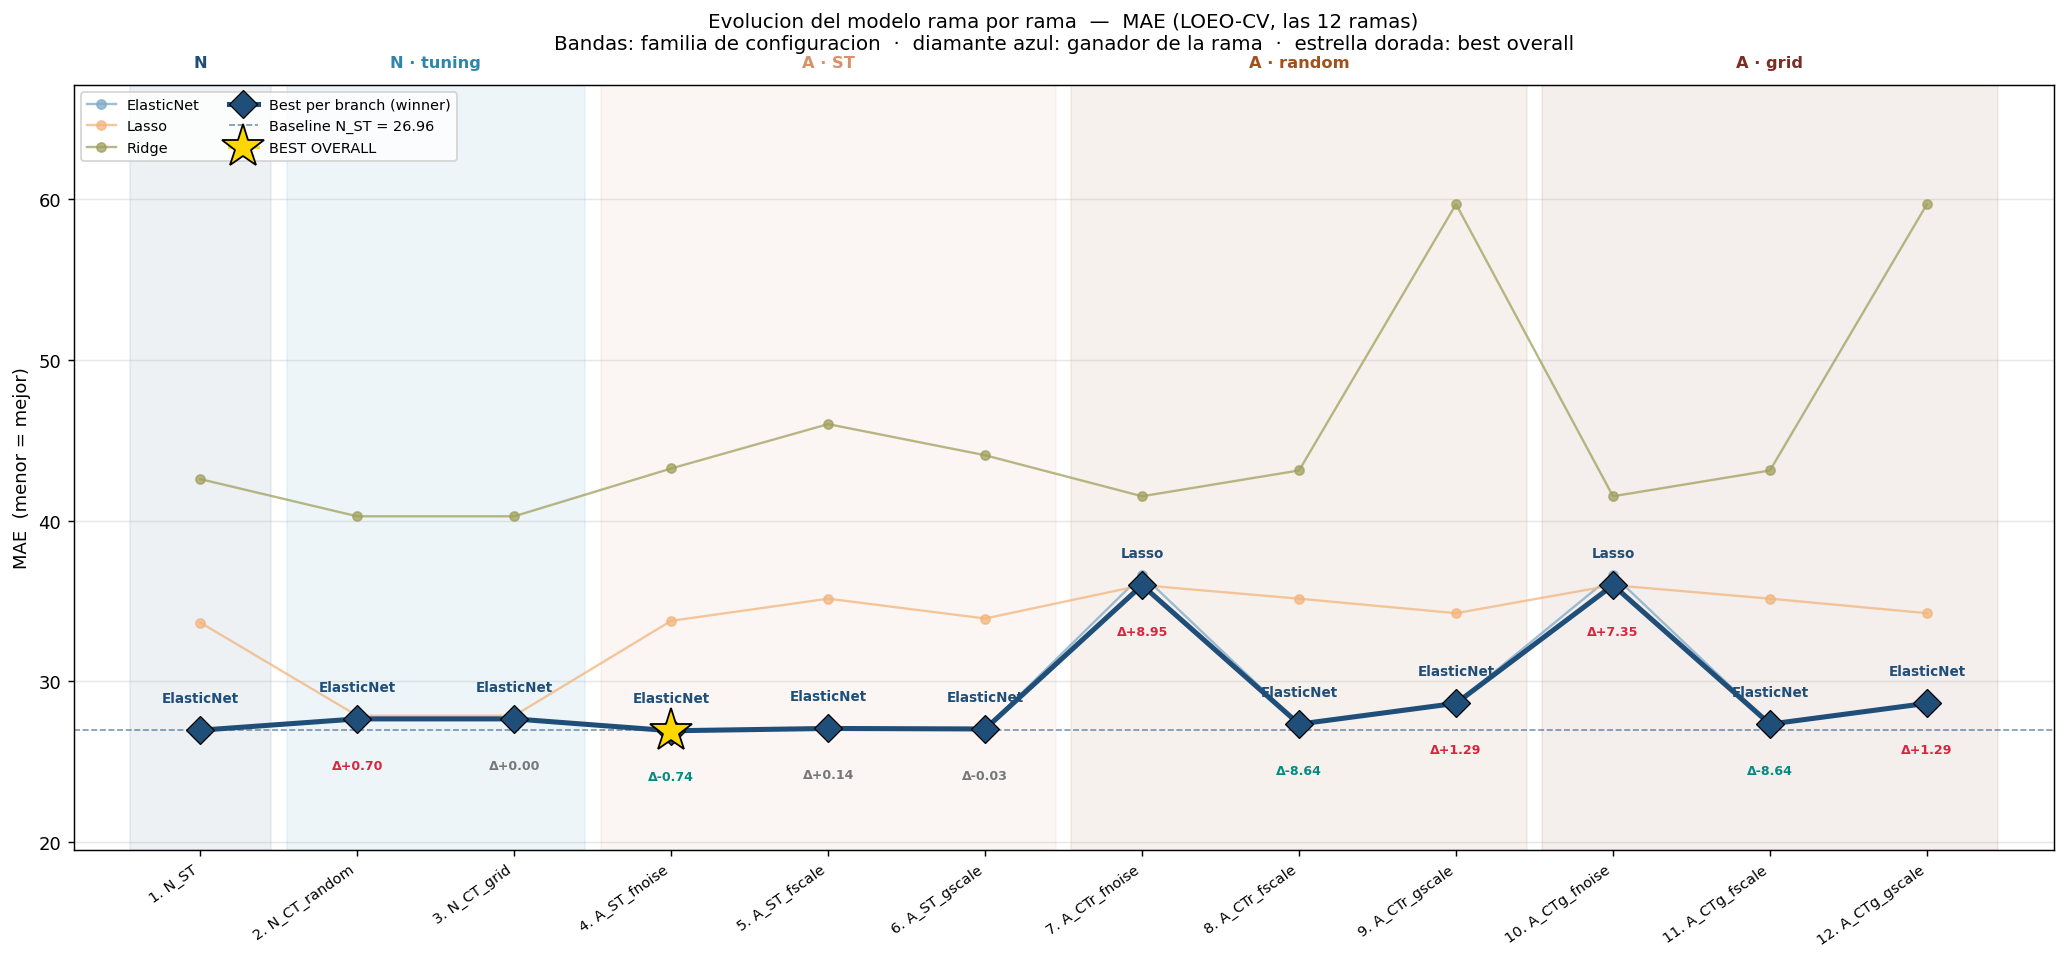 Evolucion del modelo rama por rama — MAE (LOEO-CV, las 12 ramas)
Bandas: familia de configuracion · diamante azul: ganador de la rama · estrella dorada: best overall
N
N · tuning
A · ST
A · random
A · grid
ElasticNet
Lasso
Ridge
Best per branch (winner)
Baseline N_ST = 26.96
BEST OVERALL
MAE (menor = mejor)
60
50
40
30
20
ElasticNet
ElasticNet
ElasticNet
ElasticNet
ElasticNet
ElasticNet
Lasso
ElasticNet
ElasticNet
Lasso
ElasticNet
ElasticNet
Δ+0.70
Δ+0.00
Δ-0.74
Δ+0.14
Δ-0.03
Δ+8.95
Δ-8.64
Δ+1.29
Δ+7.35
Δ-8.64
Δ+1.29
1. N_ST
2. N_CT_random
3. N_CT_grid
4. A_ST_fnoise
5. A_ST_fscale
6. A_ST_gscale
7. A_CTr_fnoise
8. A_CTr_fscale
9. A_CTr_gscale
10. A_CTg_fnoise
11. A_CTg_fscale
12. A_CTg_gscale